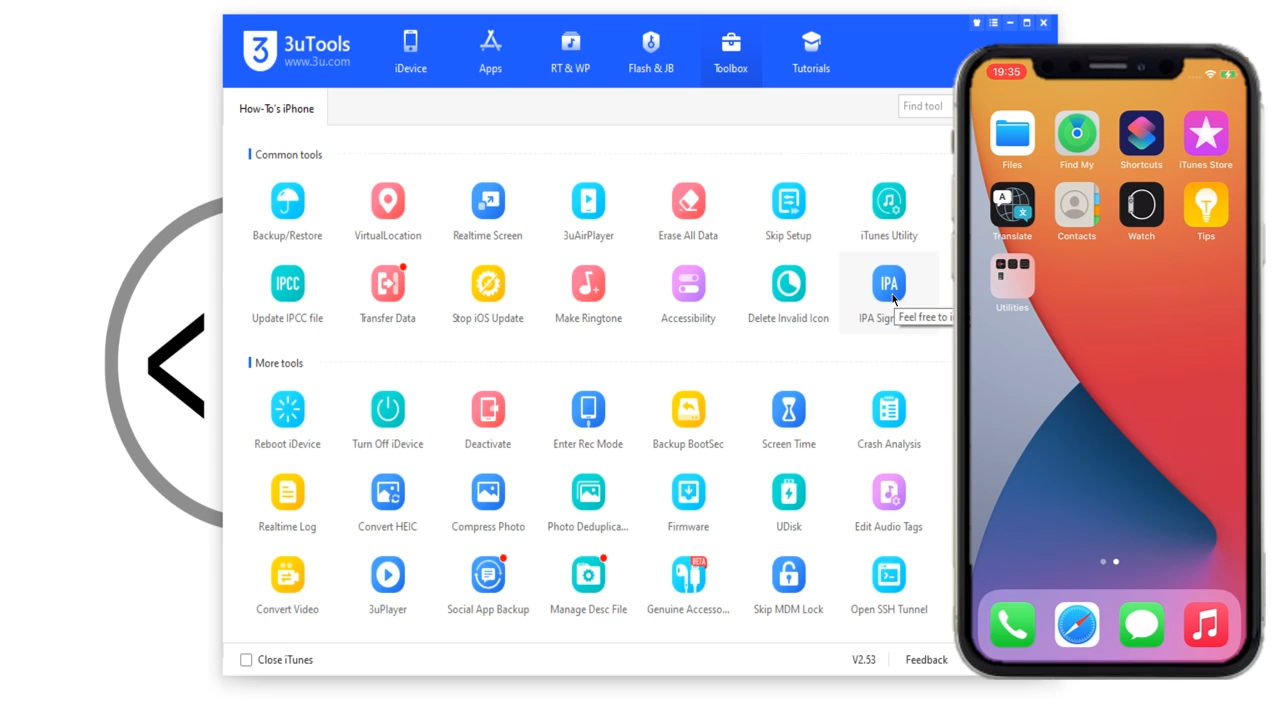 3uTools
www.3u.com
iDevice
Apps
RT & WP
Flash & JB
Toolbox
Tutorials
How-To's iPhone
Find tool
Common tools
Backup/Restore
VirtualLocation
Realtime Screen
3uAirPlayer
Erase All Data
Skip Setup
iTunes Utility
IPCC
IPA
Update IPCC file
Transfer Data
Stop iOS Update
Make Ringtone
Accessibility
Delete Invalid Icon
IPA Sig
Feel free to i
More tools
Reboot iDevice
Turn Off iDevice
Deactivate
Enter Rec Mode
Backup BootSec
Screen Time
Crash Analysis
Realtime Log
Convert HEIC
Compress Photo
Photo Deduplica...
Firmware
UDisk
Edit Audio Tags
BETA
Convert Video
3uPlayer
Social App Backup
Manage Desc File
Genuine Accesso...
Skip MDM Lock
Open SSH Tunnel
Close iTunes
V2.53
Feedback
19:35
Files
Find My
Shortcuts
iTunes Store
Translate
Contacts
Watch
Tips
Utilities